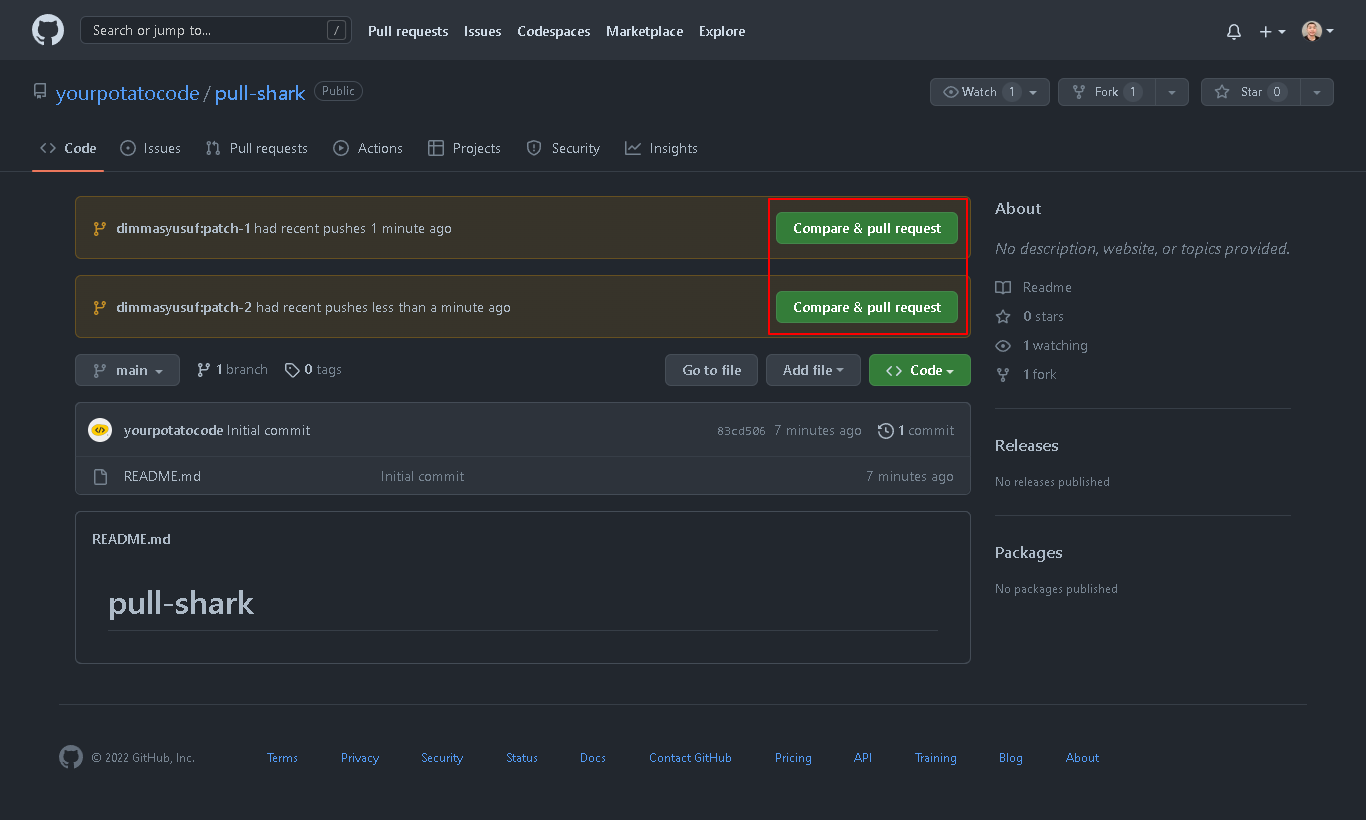 Search or jump to... /
Pull requests Issues Codespaces Marketplace Explore
yourpotatocode / pull-shark Public
Watch 1 Fork 1 Star 0
Code Issues Pull requests Actions Projects Security Insights
dimmasyusuf:patch-1 had recent pushes 1 minute ago Compare & pull request
dimmasyusuf:patch-2 had recent pushes less than a minute ago Compare & pull request
main 1 branch 0 tags Go to file Add file Code
yourpotatocode Initial commit 83cd506 7 minutes ago 1 commit
README.md Initial commit 7 minutes ago
README.md
pull-shark
About
No description, website, or topics provided.
Readme
0 stars
1 watching
1 fork
Releases
No releases published
Packages
No packages published
© 2022 GitHub, Inc. Terms Privacy Security Status Docs Contact GitHub Pricing API Training Blog About